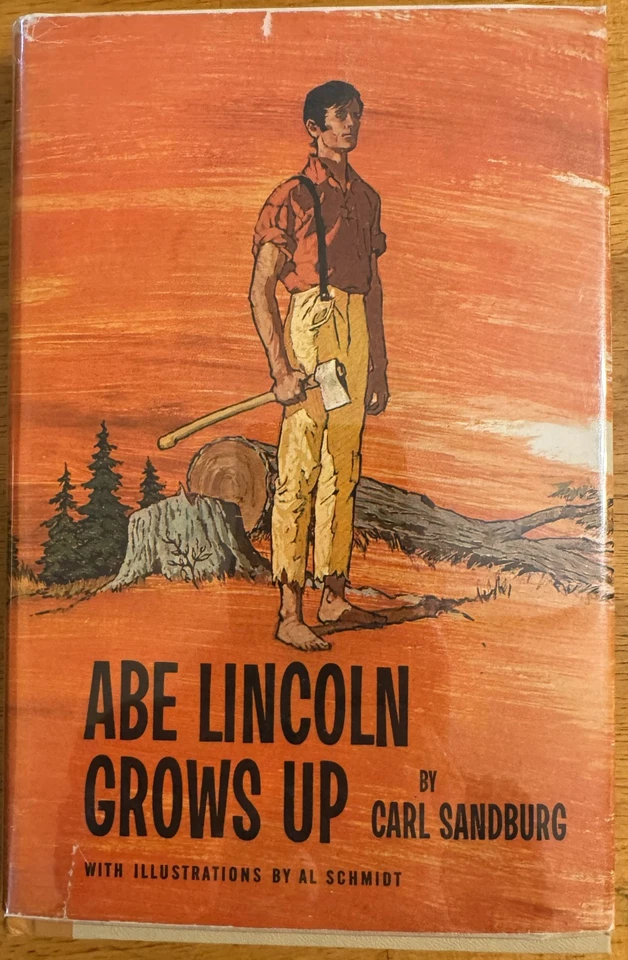 ABE LINCOLN
GROWS UP
BY
CARL SANDBURG
WITH ILLUSTRATIONS BY AL SCHMIDT